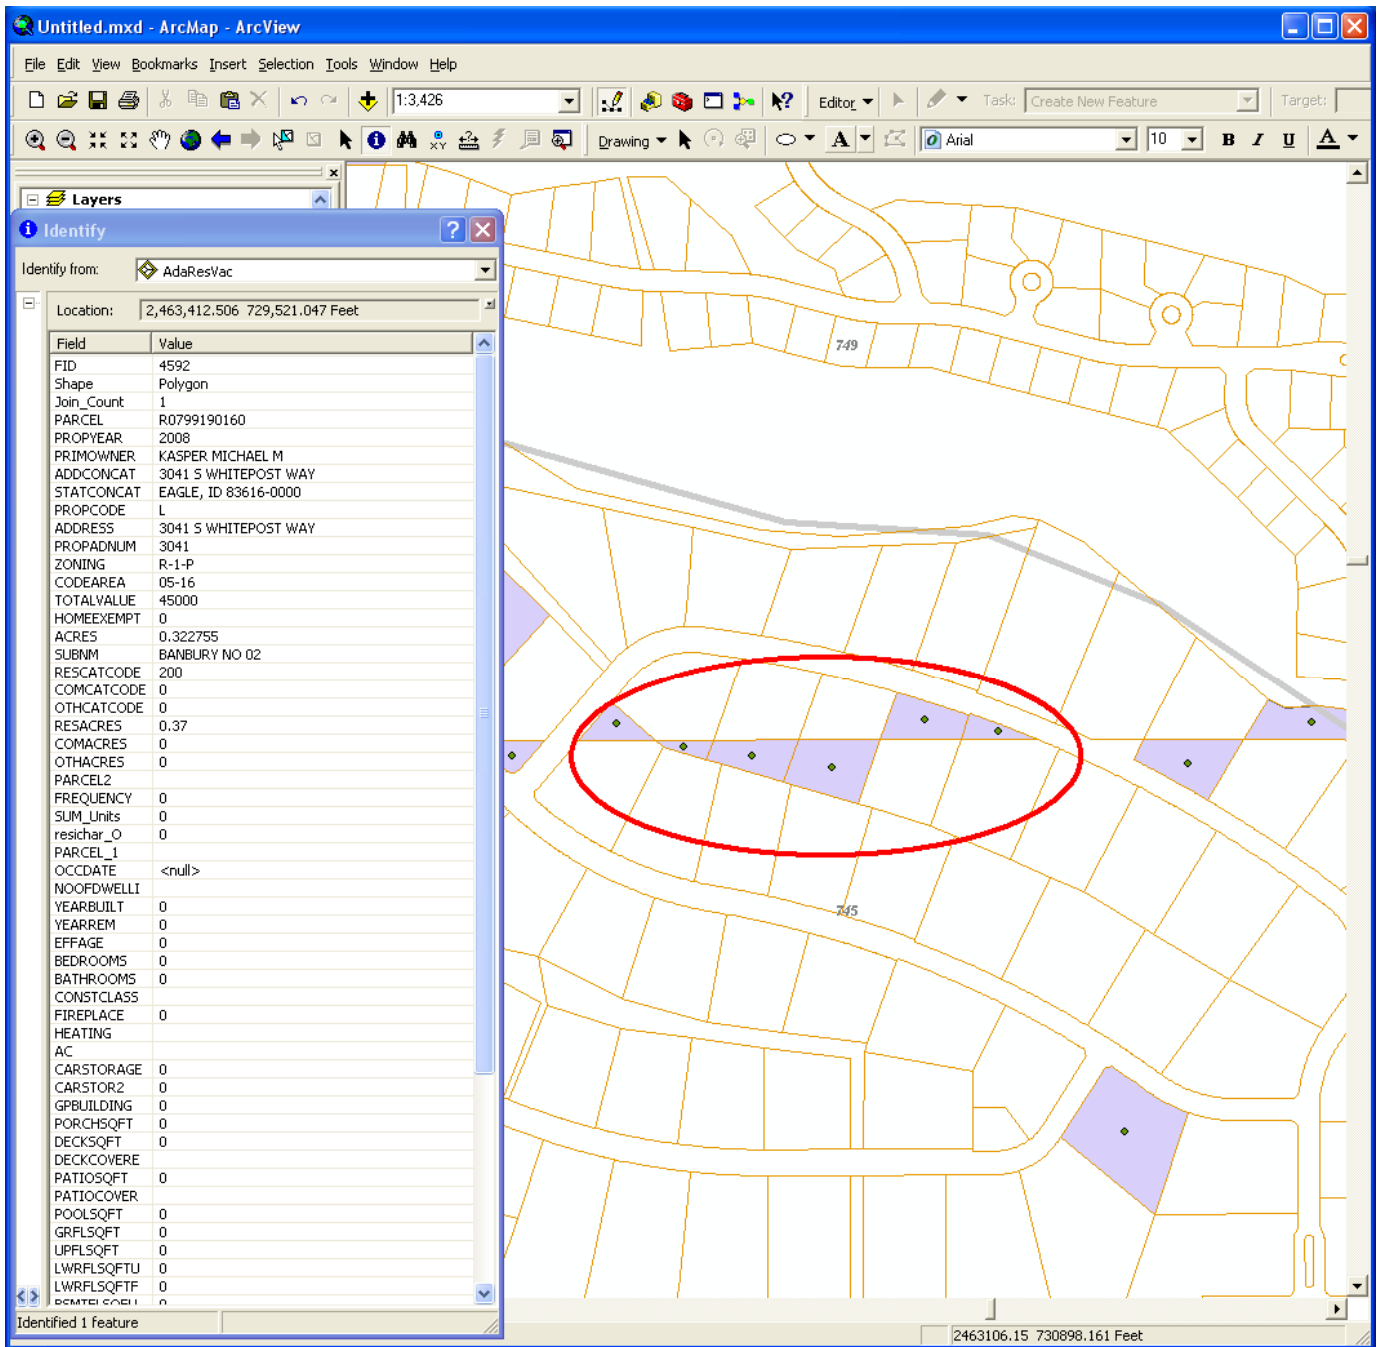 Untitled.mxd - ArcMap - ArcView
File Edit View Bookmarks Insert Selection Tools Window Help
1:3,426 Editor Task: Create New Feature Target:
Drawing A Arial 10 B I U A
Layers
Identify
Identify from: AdaResVac
Location: 2,463,412.506 729,521.047 Feet
Field Value
FID 4592
Shape Polygon
Join_Count 1
PARCEL R0799190160
PROPYEAR 2008
PRIMOWNER KASPER MICHAEL M
ADDCONCAT 3041 S WHITEPOST WAY
STATCONCAT EAGLE, ID 83616-0000
PROPCODE L
ADDRESS 3041 S WHITEPOST WAY
PROPADNUM 3041
ZONING R-1-P
CODEAREA 05-16
TOTALVALUE 45000
HOMEEXEMPT 0
ACRES 0.322755
SUBNM BANBURY NO 02
RESCATCODE 200
COMCATCODE 0
OTHCATCODE 0
RESACRES 0.37
COMACRES 0
OTHACRES 0
PARCEL2
FREQUENCY 0
SUM_Units 0
resichar_O 0
PARCEL_1
OCCDATE <null>
NOOFDWELLI
YEARBUILT 0
YEARREM 0
EFFAGE 0
BEDROOMS 0
BATHROOMS 0
CONSTCLASS
FIREPLACE 0
HEATING
AC
CARSTORAGE 0
CARSTOR2 0
GPBUILDING 0
PORCHSQFT 0
DECKSQFT 0
DECKCOVERE
PATIOSQFT 0
PATIOCOVER
POOLSQFT 0
GRFLSQFT 0
UPFLSQFT 0
LWRFLSQFTU 0
LWRFLSQFTF 0
Identified 1 feature
749
745
2463106.15 730898.161 Feet